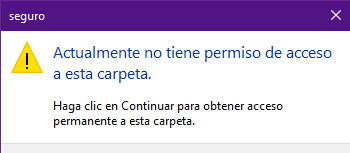 seguro
Actualmente no tiene permiso de acceso
a esta carpeta.
Haga clic en Continuar para obtener acceso
permanente a esta carpeta.